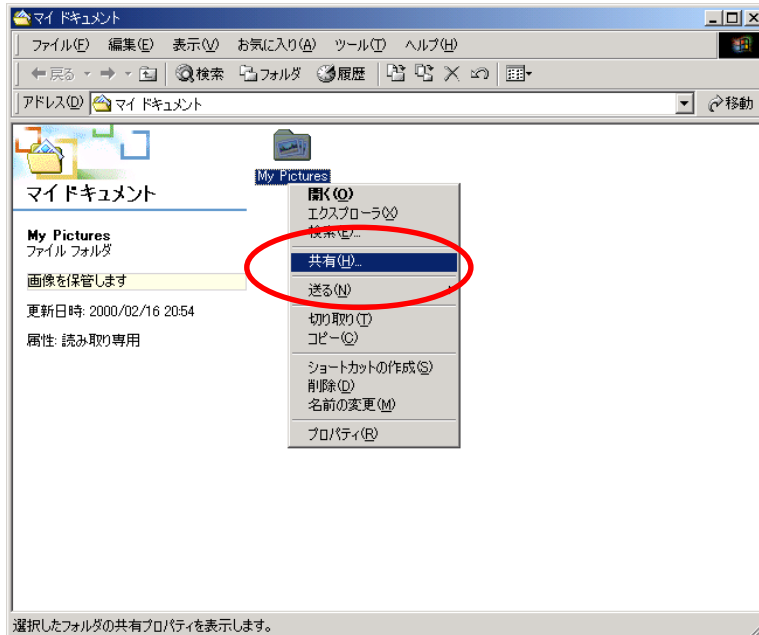 マイ ドキュメント
ファイル(F) 編集(E) 表示(V) お気に入り(A) ツール(T) ヘルプ(H)
戻る 検索 フォルダ 履歴
アドレス(D) マイ ドキュメント 移動
マイ ドキュメント
My Pictures
ファイル フォルダ
画像を保管します
更新日時: 2000/02/16 20:54
属性: 読み取り専用
My Pictures
開く(O)
エクスプローラ(X)
検索(E)...
共有(H)...
送る(N)
切り取り(T)
コピー(C)
ショートカットの作成(S)
削除(D)
名前の変更(M)
プロパティ(R)
選択したフォルダの共有プロパティを表示します。